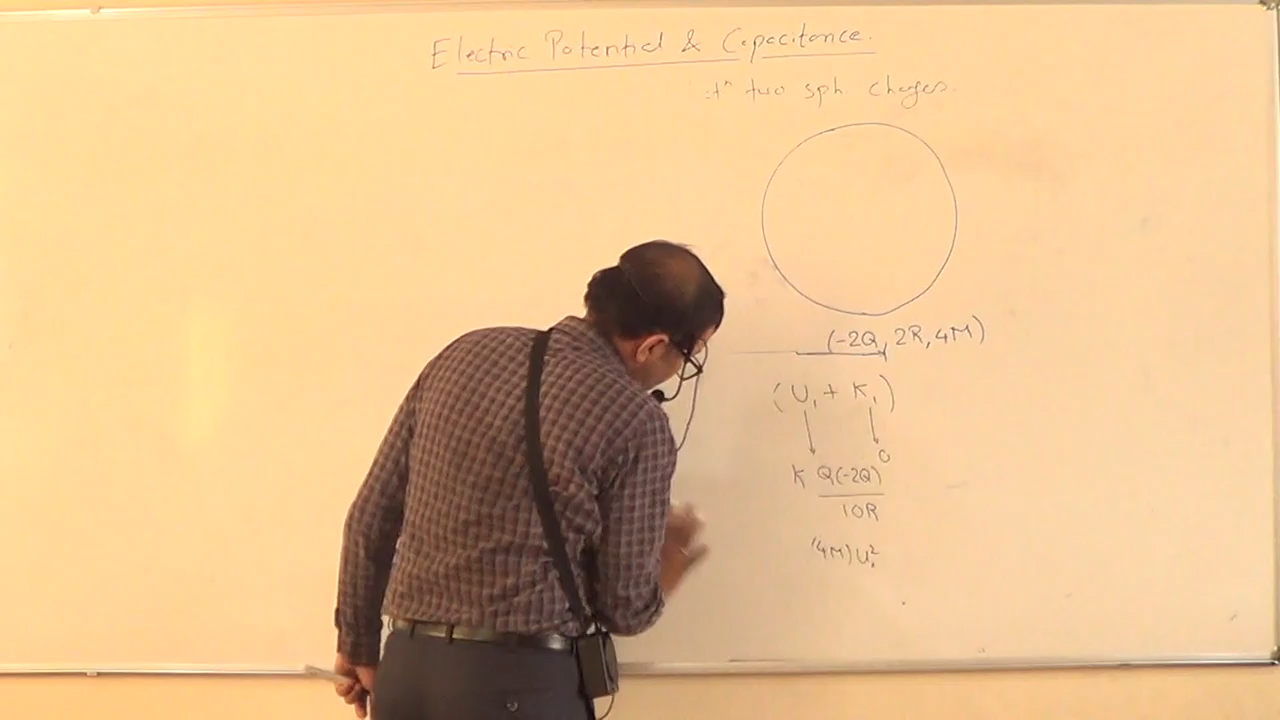 Electric Potential & Capacitance.
two sph. charges.
(-2Q, 2R, 4M)
(U₁ + K₁)
0
K Q(-2Q)
10R
4M)U₁²